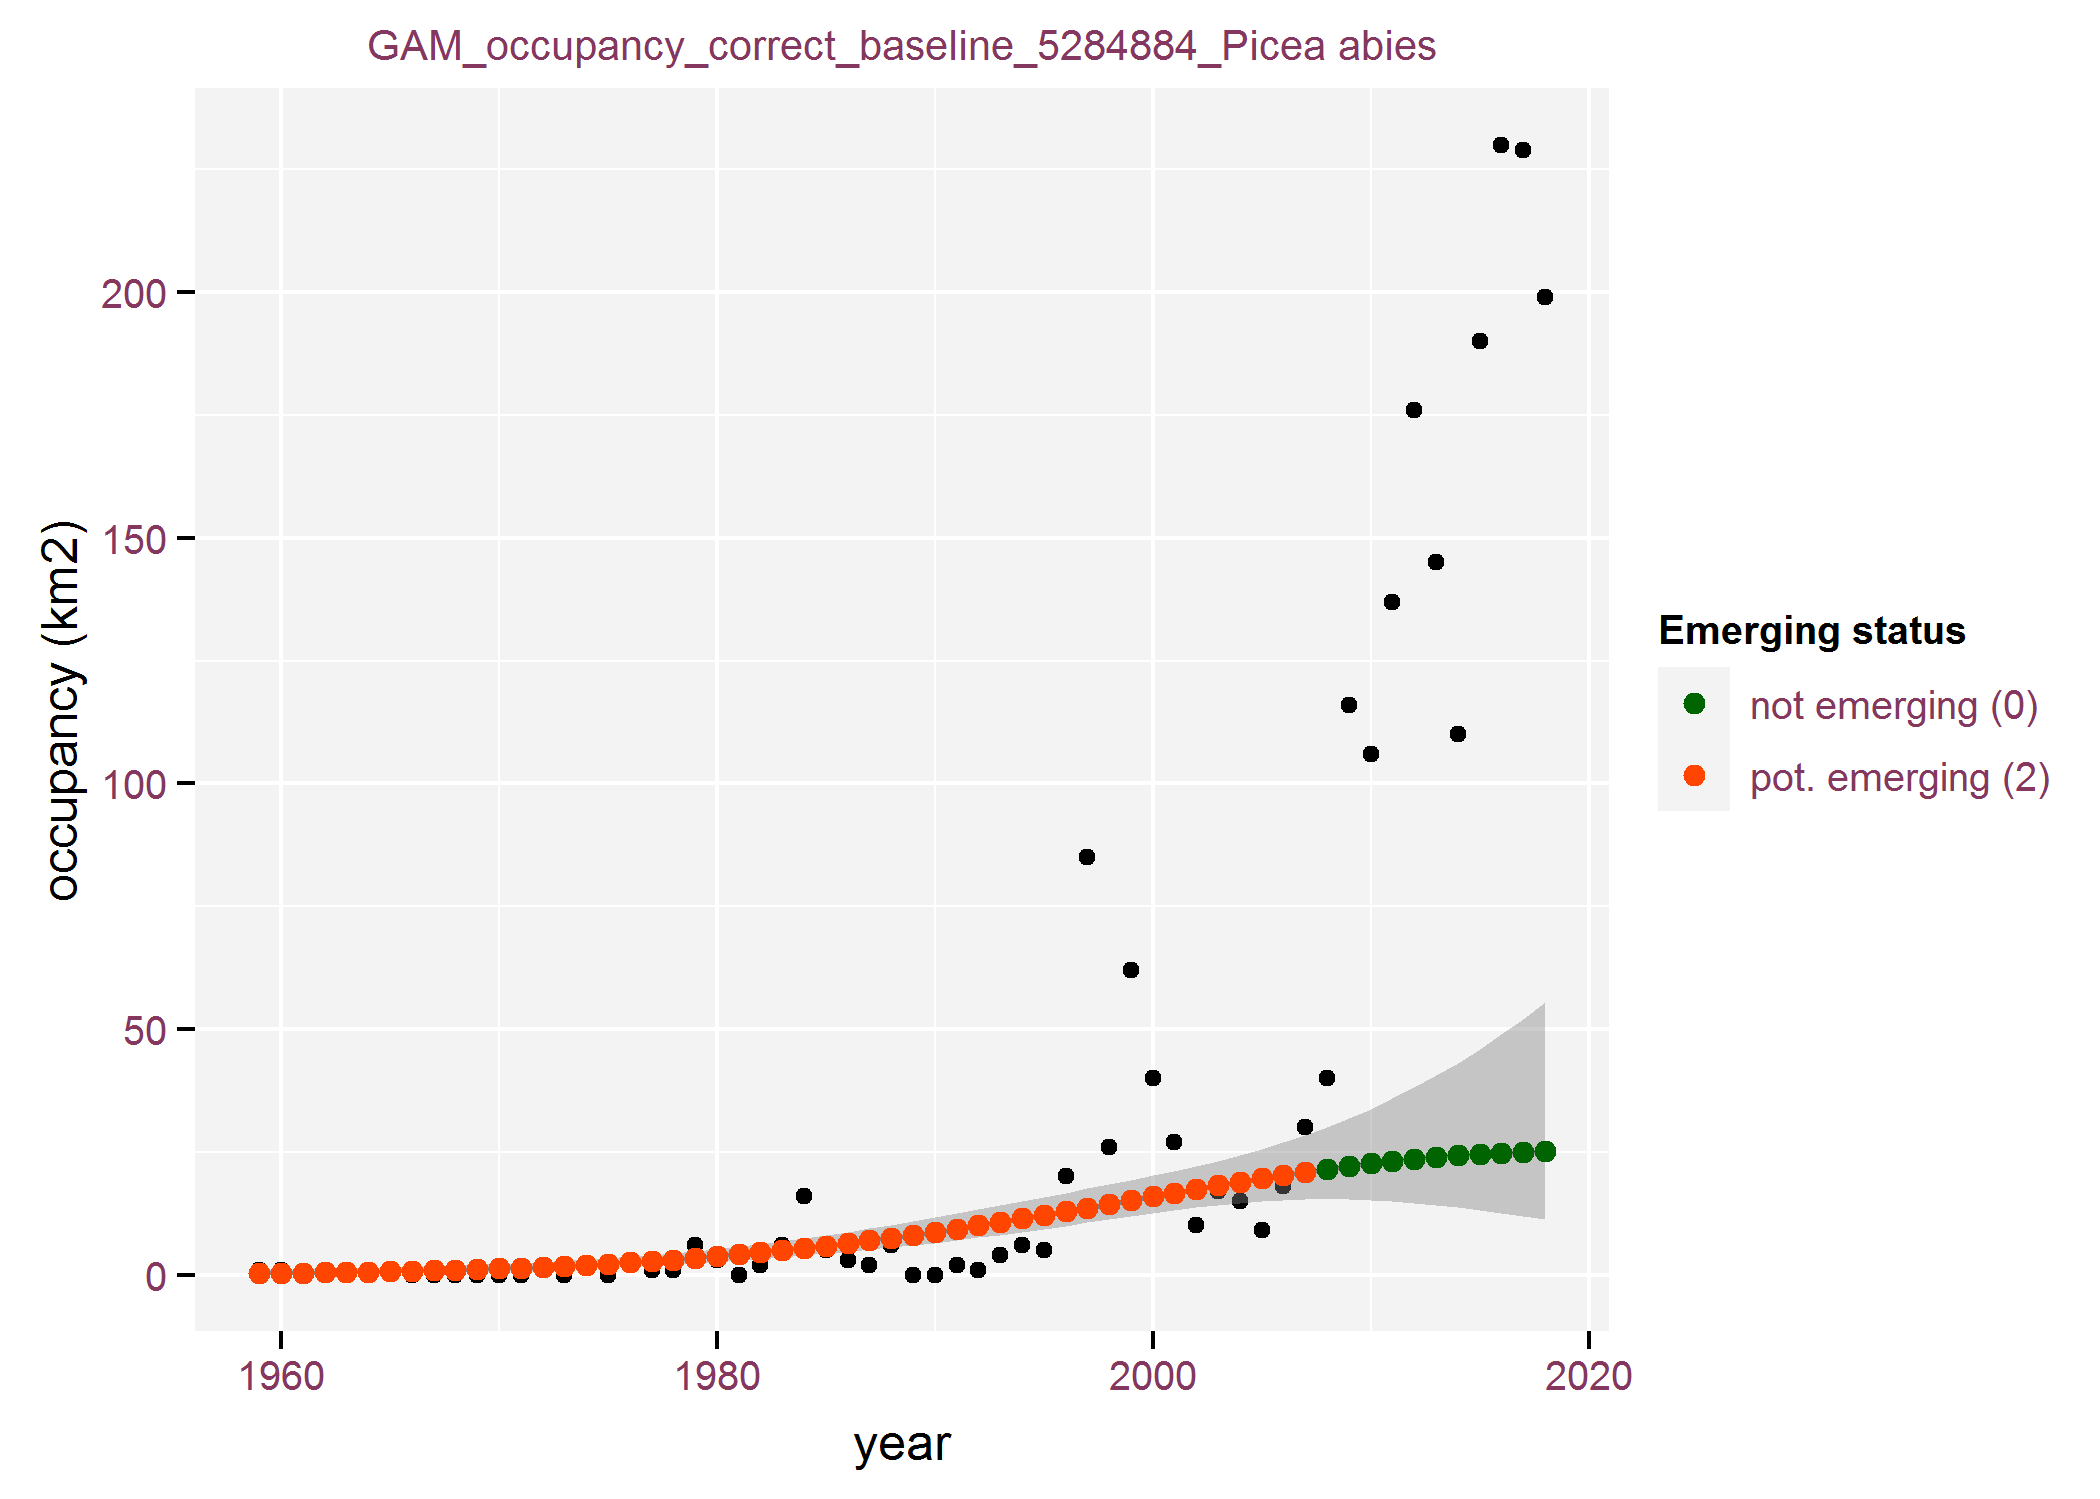 GAM_occupancy_correct_baseline_5284884_Picea abies
occupancy (km2)
200
150
100
50
0
1960
1980
2000
2020
year
Emerging status
not emerging (0)
pot. emerging (2)